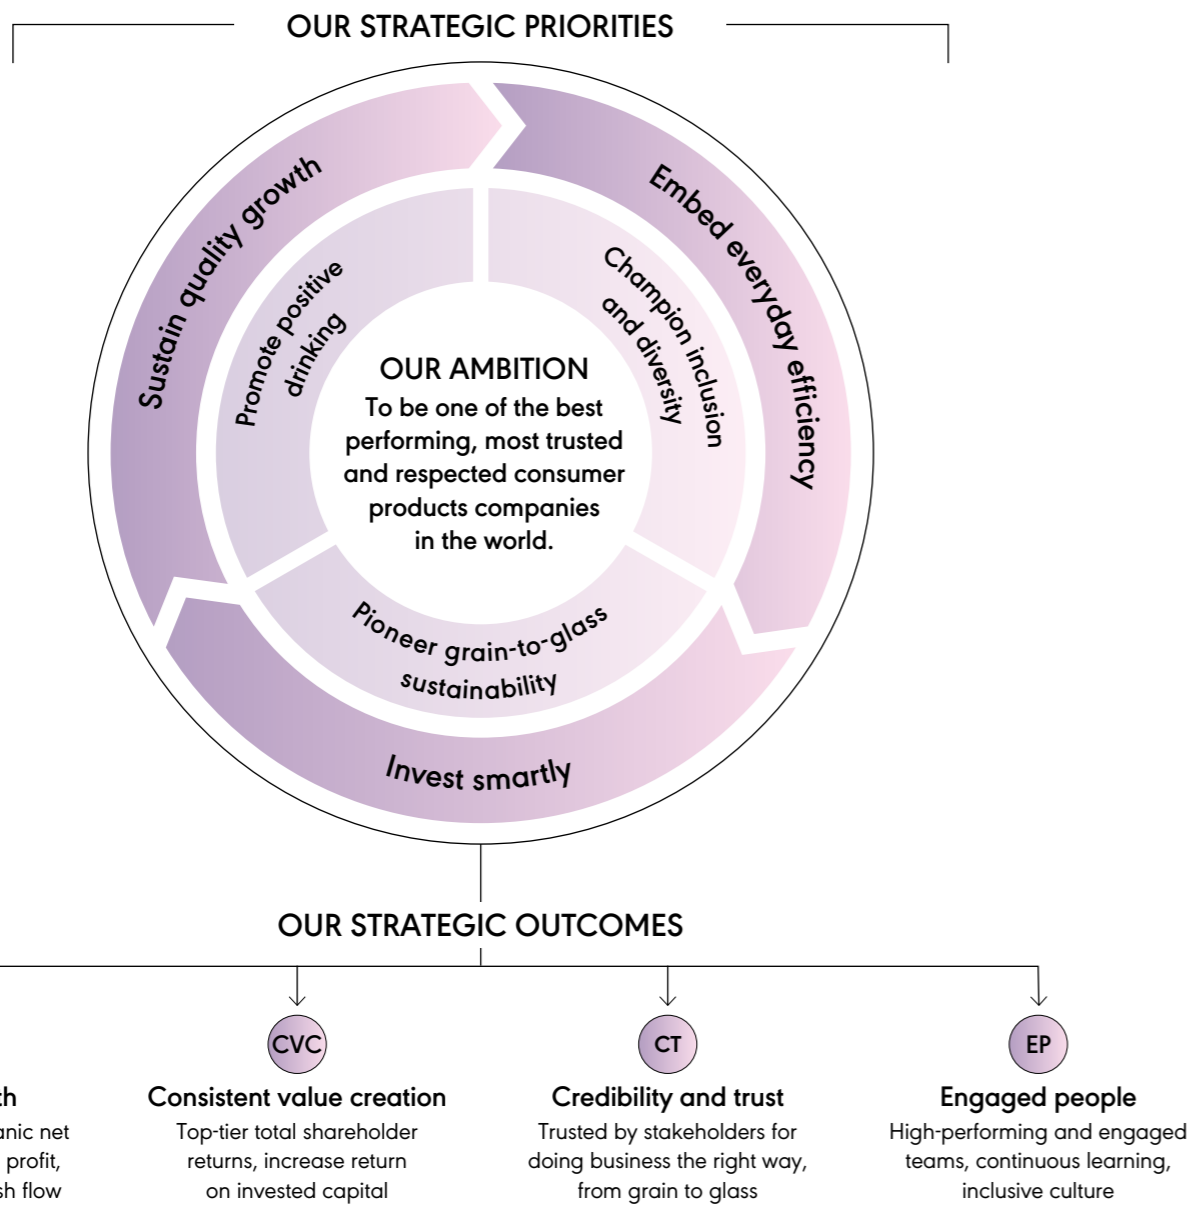 OUR STRATEGIC PRIORITIES
Sustain quality growth
Embed everyday efficiency
Invest smartly
Promote positive
drinking
Champion inclusion
and diversity
Pioneer grain-to-glass
sustainability
OUR AMBITION
To be one of the best
performing, most trusted
and respected consumer
products companies
in the world.
OUR STRATEGIC OUTCOMES
net
profit,
flow
CVC
Consistent value creation
Top-tier total shareholder
returns, increase return
on invested capital
CT
Credibility and trust
Trusted by stakeholders for
doing business the right way,
from grain to glass
EP
Engaged people
High-performing and engaged
teams, continuous learning,
inclusive culture